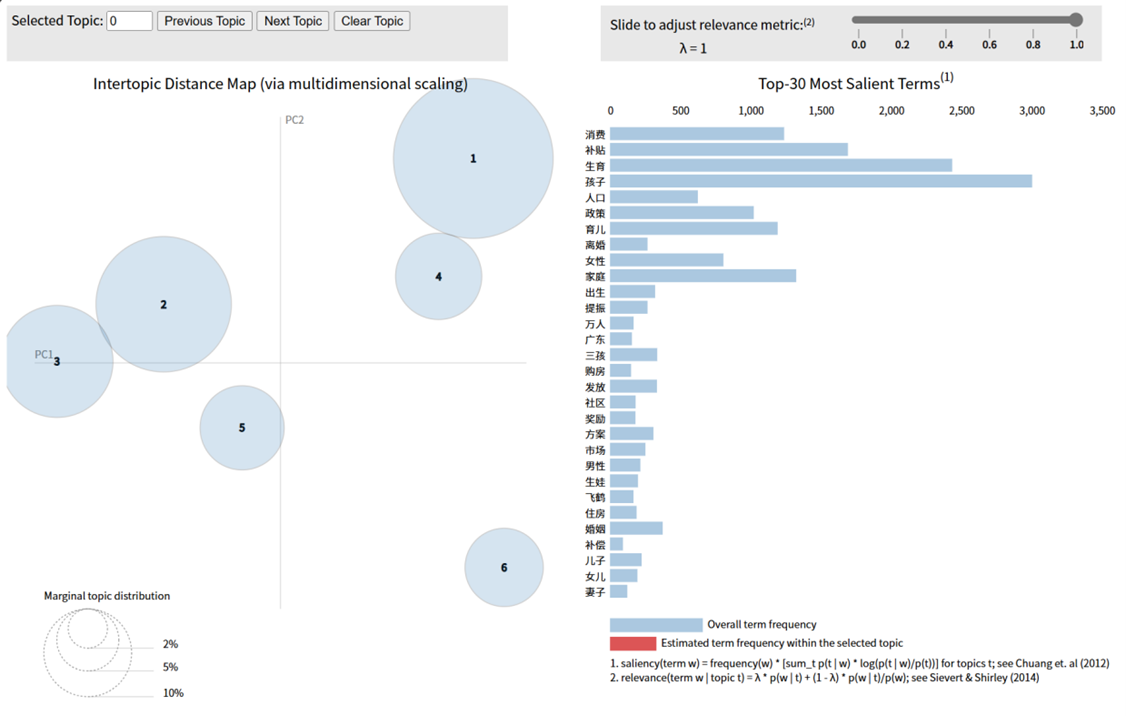 Selected Topic: 0 Previous Topic Next Topic Clear Topic
Slide to adjust relevance metric:(2)
λ = 1
0.0 0.2 0.4 0.6 0.8 1.0
Intertopic Distance Map (via multidimensional scaling)
PC2
PC1
1
4
2
3
5
6
Marginal topic distribution
2%
5%
10%
Top-30 Most Salient Terms(1)
0 500 1,000 1,500 2,000 2,500 3,000 3,500
消费
补贴
生育
孩子
人口
政策
育儿
离婚
女性
家庭
出生
提振
万人
广东
三孩
购房
发放
社区
奖励
方案
市场
男性
生娃
飞鹤
住房
婚姻
补偿
儿子
女儿
妻子
Overall term frequency
Estimated term frequency within the selected topic
1. saliency(term w) = frequency(w) * [sum_t p(t | w) * log(p(t | w)/p(t))] for topics t; see Chuang et. al (2012)
2. relevance(term w | topic t) = λ * p(w | t) + (1 - λ) * p(w | t)/p(w); see Sievert & Shirley (2014)